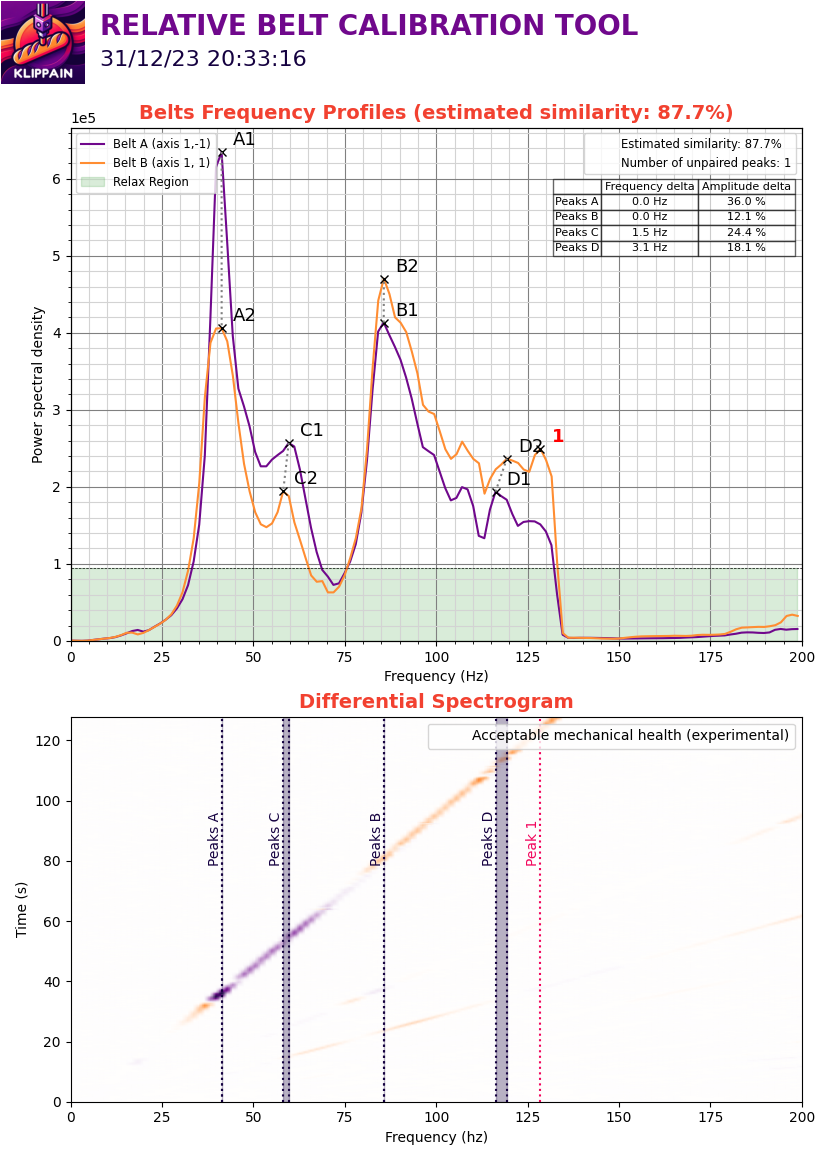 KLIPPAIN
RELATIVE BELT CALIBRATION TOOL
31/12/23 20:33:16
Belts Frequency Profiles (estimated similarity: 87.7%)
1e5
Belt A (axis 1,-1)
Belt B (axis 1, 1)
Relax Region
Estimated similarity: 87.7%
Number of unpaired peaks: 1
Frequency delta Amplitude delta
Peaks A 0.0 Hz 36.0 %
Peaks B 0.0 Hz 12.1 %
Peaks C 1.5 Hz 24.4 %
Peaks D 3.1 Hz 18.1 %
A1
A2
B2
B1
C1
C2
D2
D1
1
Power spectral density
6
5
4
3
2
1
0
0 25 50 75 100 125 150 175 200
Frequency (Hz)
Differential Spectrogram
Acceptable mechanical health (experimental)
Peaks A
Peaks C
Peaks B
Peaks D
Peak 1
Time (s)
120
100
80
60
40
20
0
0 25 50 75 100 125 150 175 200
Frequency (hz)